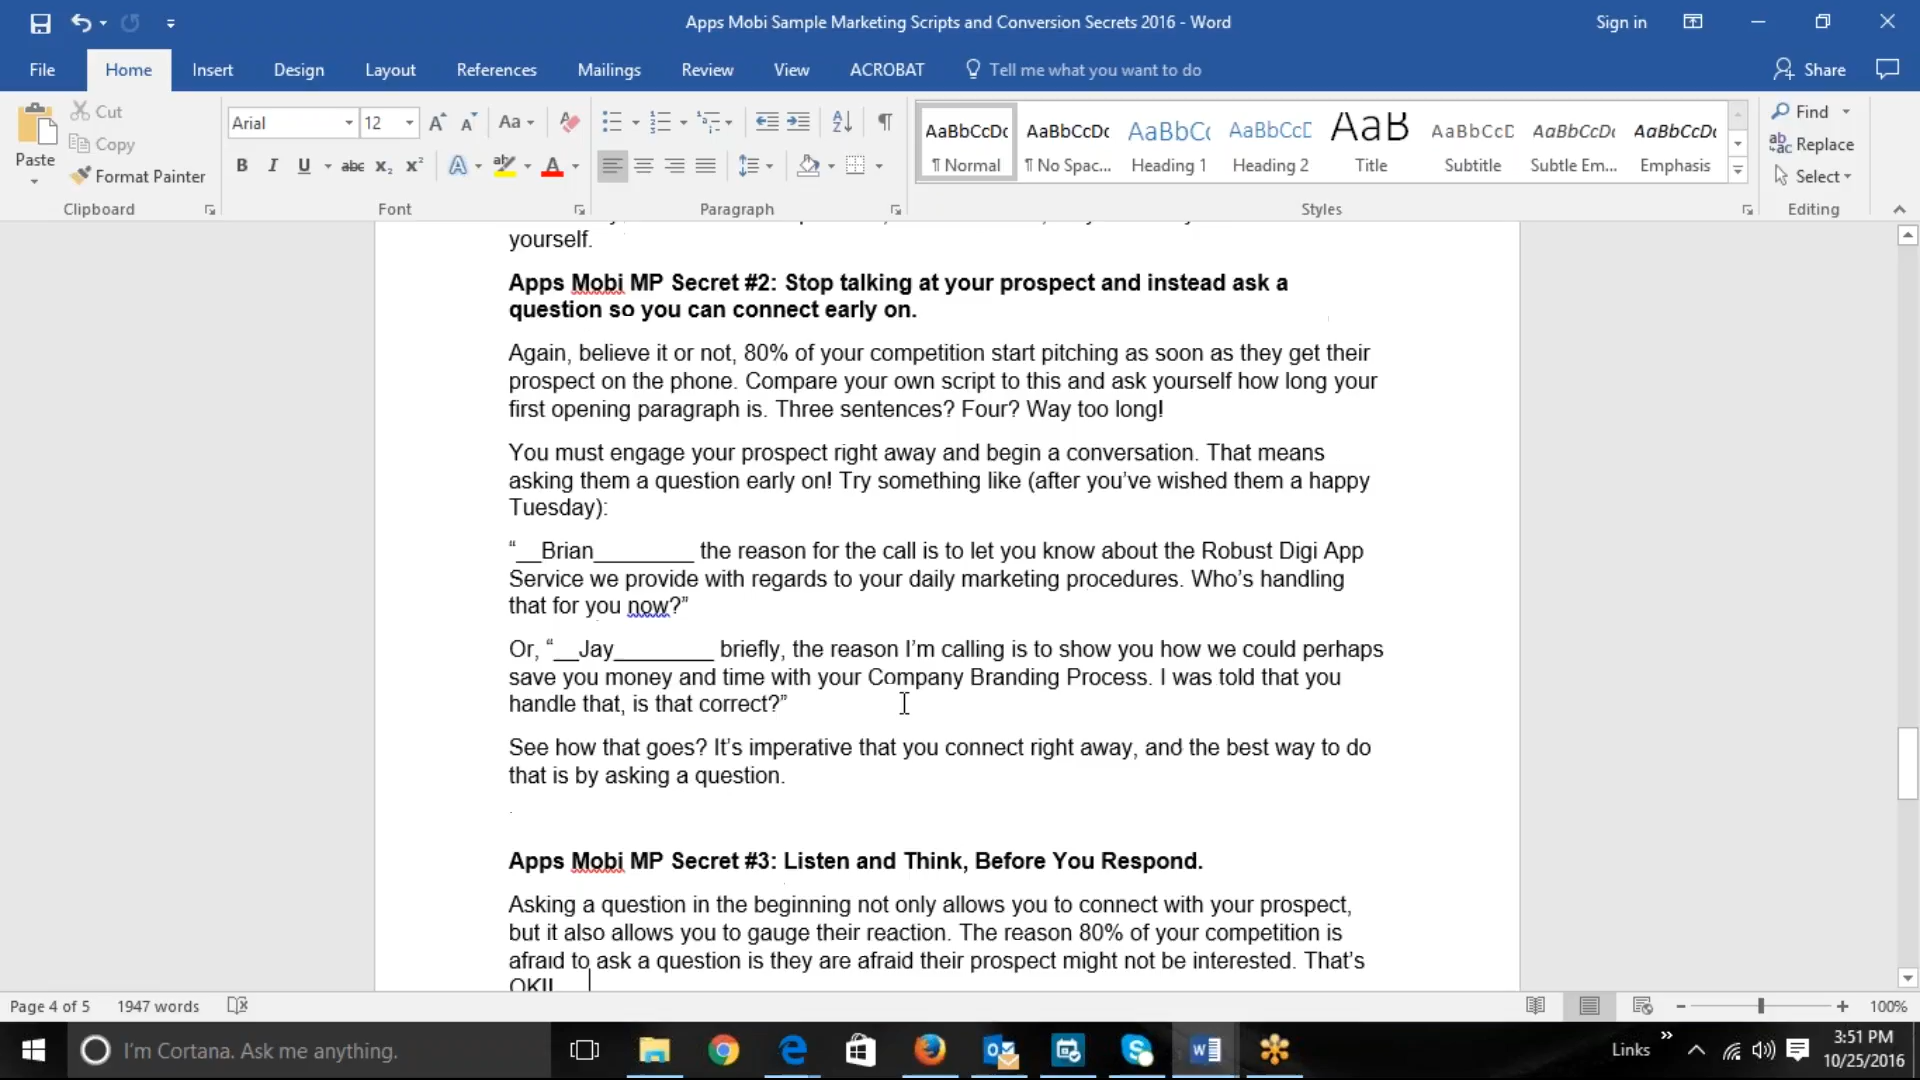 Apps Mobi Sample Marketing Scripts and Conversion Secrets 2016 - Word
Sign in
File Home Insert Design Layout References Mailings Review View ACROBAT Tell me what you want to do Share
Paste
Cut
Copy
Format Painter
Clipboard
Arial 12 Aa
B I U abc x₂ x² A A
Font
Paragraph
AaBbCcDc AaBbCcDc AaBbCc AaBbCcD AaB AaBbCcD AaBbCcDc AaBbCcDc
¶ Normal ¶ No Spac... Heading 1 Heading 2 Title Subtitle Subtle Em... Emphasis
Styles
Find
Replace
Select
Editing
yourself.
Apps Mobi MP Secret #2: Stop talking at your prospect and instead ask a
question so you can connect early on.
Again, believe it or not, 80% of your competition start pitching as soon as they get their
prospect on the phone. Compare your own script to this and ask yourself how long your
first opening paragraph is. Three sentences? Four? Way too long!
You must engage your prospect right away and begin a conversation. That means
asking them a question early on! Try something like (after you’ve wished them a happy
Tuesday):
“__Brian________ the reason for the call is to let you know about the Robust Digi App
Service we provide with regards to your daily marketing procedures. Who’s handling
that for you now?”
Or, “__Jay________ briefly, the reason I’m calling is to show you how we could perhaps
save you money and time with your Company Branding Process. I was told that you
handle that, is that correct?”
See how that goes? It’s imperative that you connect right away, and the best way to do
that is by asking a question.
Apps Mobi MP Secret #3: Listen and Think, Before You Respond.
Asking a question in the beginning not only allows you to connect with your prospect,
but it also allows you to gauge their reaction. The reason 80% of your competition is
afraid to ask a question is they are afraid their prospect might not be interested. That’s
OK!!
Page 4 of 5 1947 words 100%
I'm Cortana. Ask me anything.
Links
3:51 PM
10/25/2016